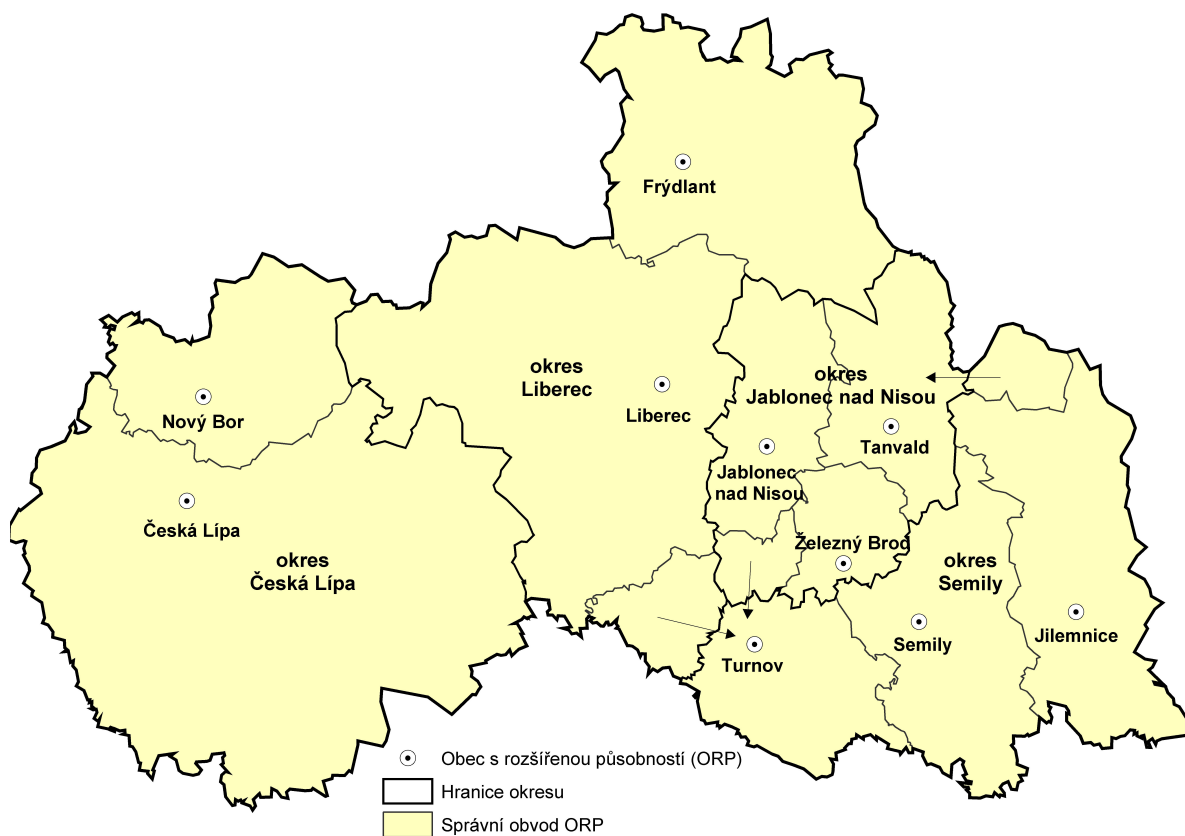 Frýdlant
okres
Liberec
Liberec
okres
Jablonec nad Nisou
Nový Bor
Tanvald
Jablonec
nad Nisou
Česká Lípa
okres
Česká Lípa
Železný Brod
okres
Semily
Semily
Jilemnice
Turnov
Obec s rozšířenou působností (ORP)
Hranice okresu
Správní obvod ORP